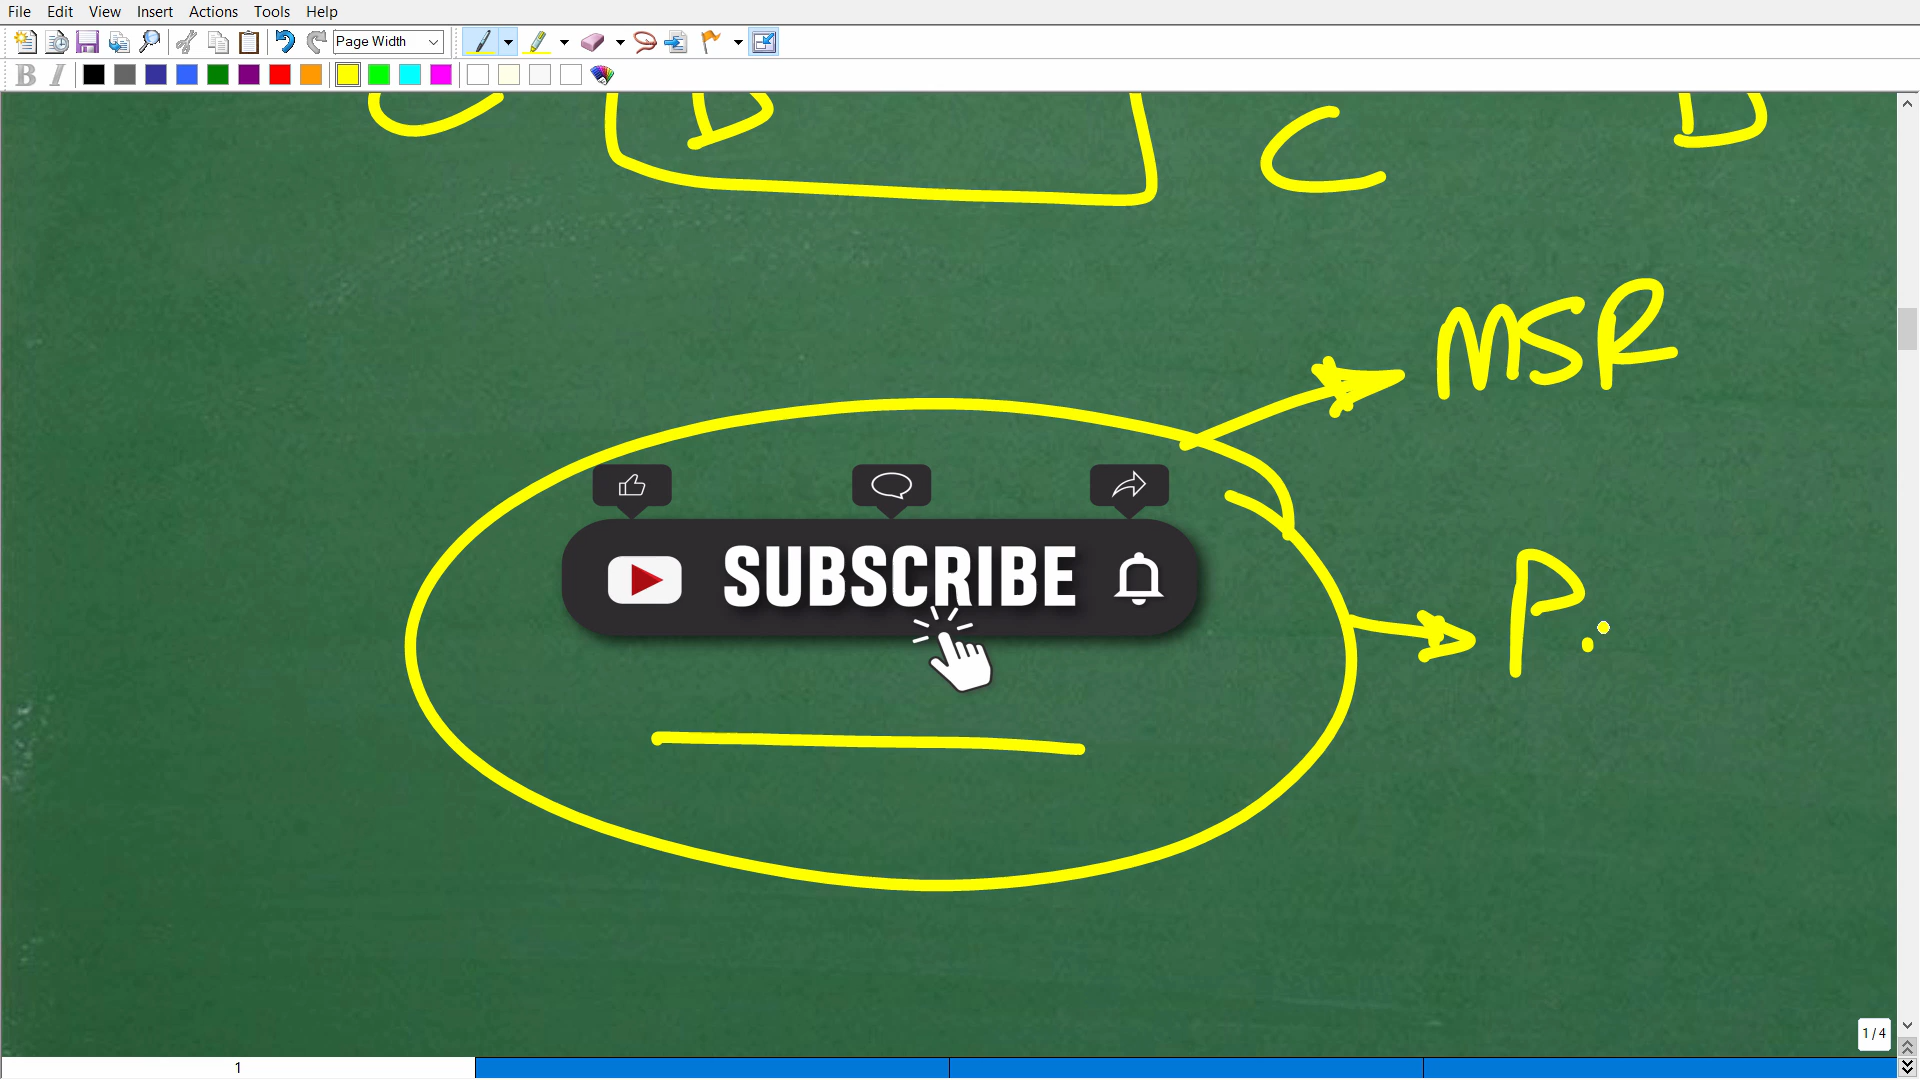 File Edit View Insert Actions Tools Help
Page Width
B I
C B C D
MSR
SUBSCRIBE
P.
1 / 4
1